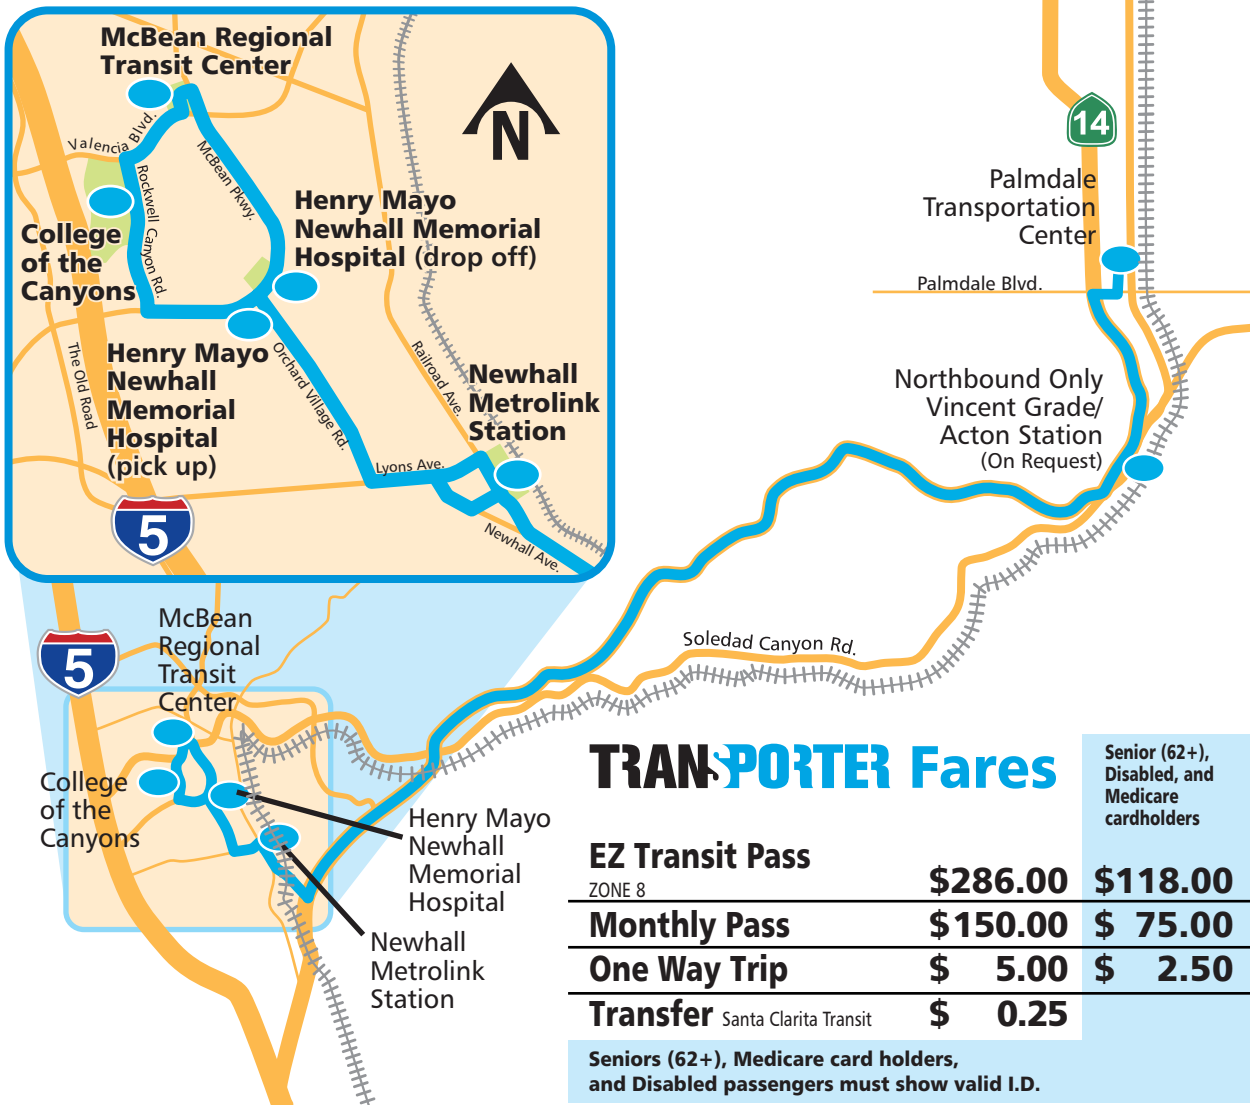 McBean Regional
Transit Center
Valencia Blvd.
McBean Pkwy.
Rockwell Canyon Rd.
N
Henry Mayo
Newhall Memorial
Hospital (drop off)
College
of the
Canyons
Henry Mayo
Newhall
Memorial
Hospital
(pick up)
The Old Road
Orchard Village Rd.
Railroad Ave.
Newhall
Metrolink
Station
Lyons Ave.
Newhall Ave.
5
14
Palmdale
Transportation
Center
Palmdale Blvd.
Northbound Only
Vincent Grade/
Acton Station
(On Request)
Soledad Canyon Rd.
5
McBean
Regional
Transit
Center
College
of the
Canyons
Henry Mayo
Newhall
Memorial
Hospital
Newhall
Metrolink
Station
TRANSPORTER Fares
Senior (62+),
Disabled, and
Medicare
cardholders
EZ Transit Pass
ZONE 8 $286.00 $118.00
Monthly Pass $150.00 $ 75.00
One Way Trip $ 5.00 $ 2.50
Transfer Santa Clarita Transit $ 0.25
Seniors (62+), Medicare card holders,
and Disabled passengers must show valid I.D.